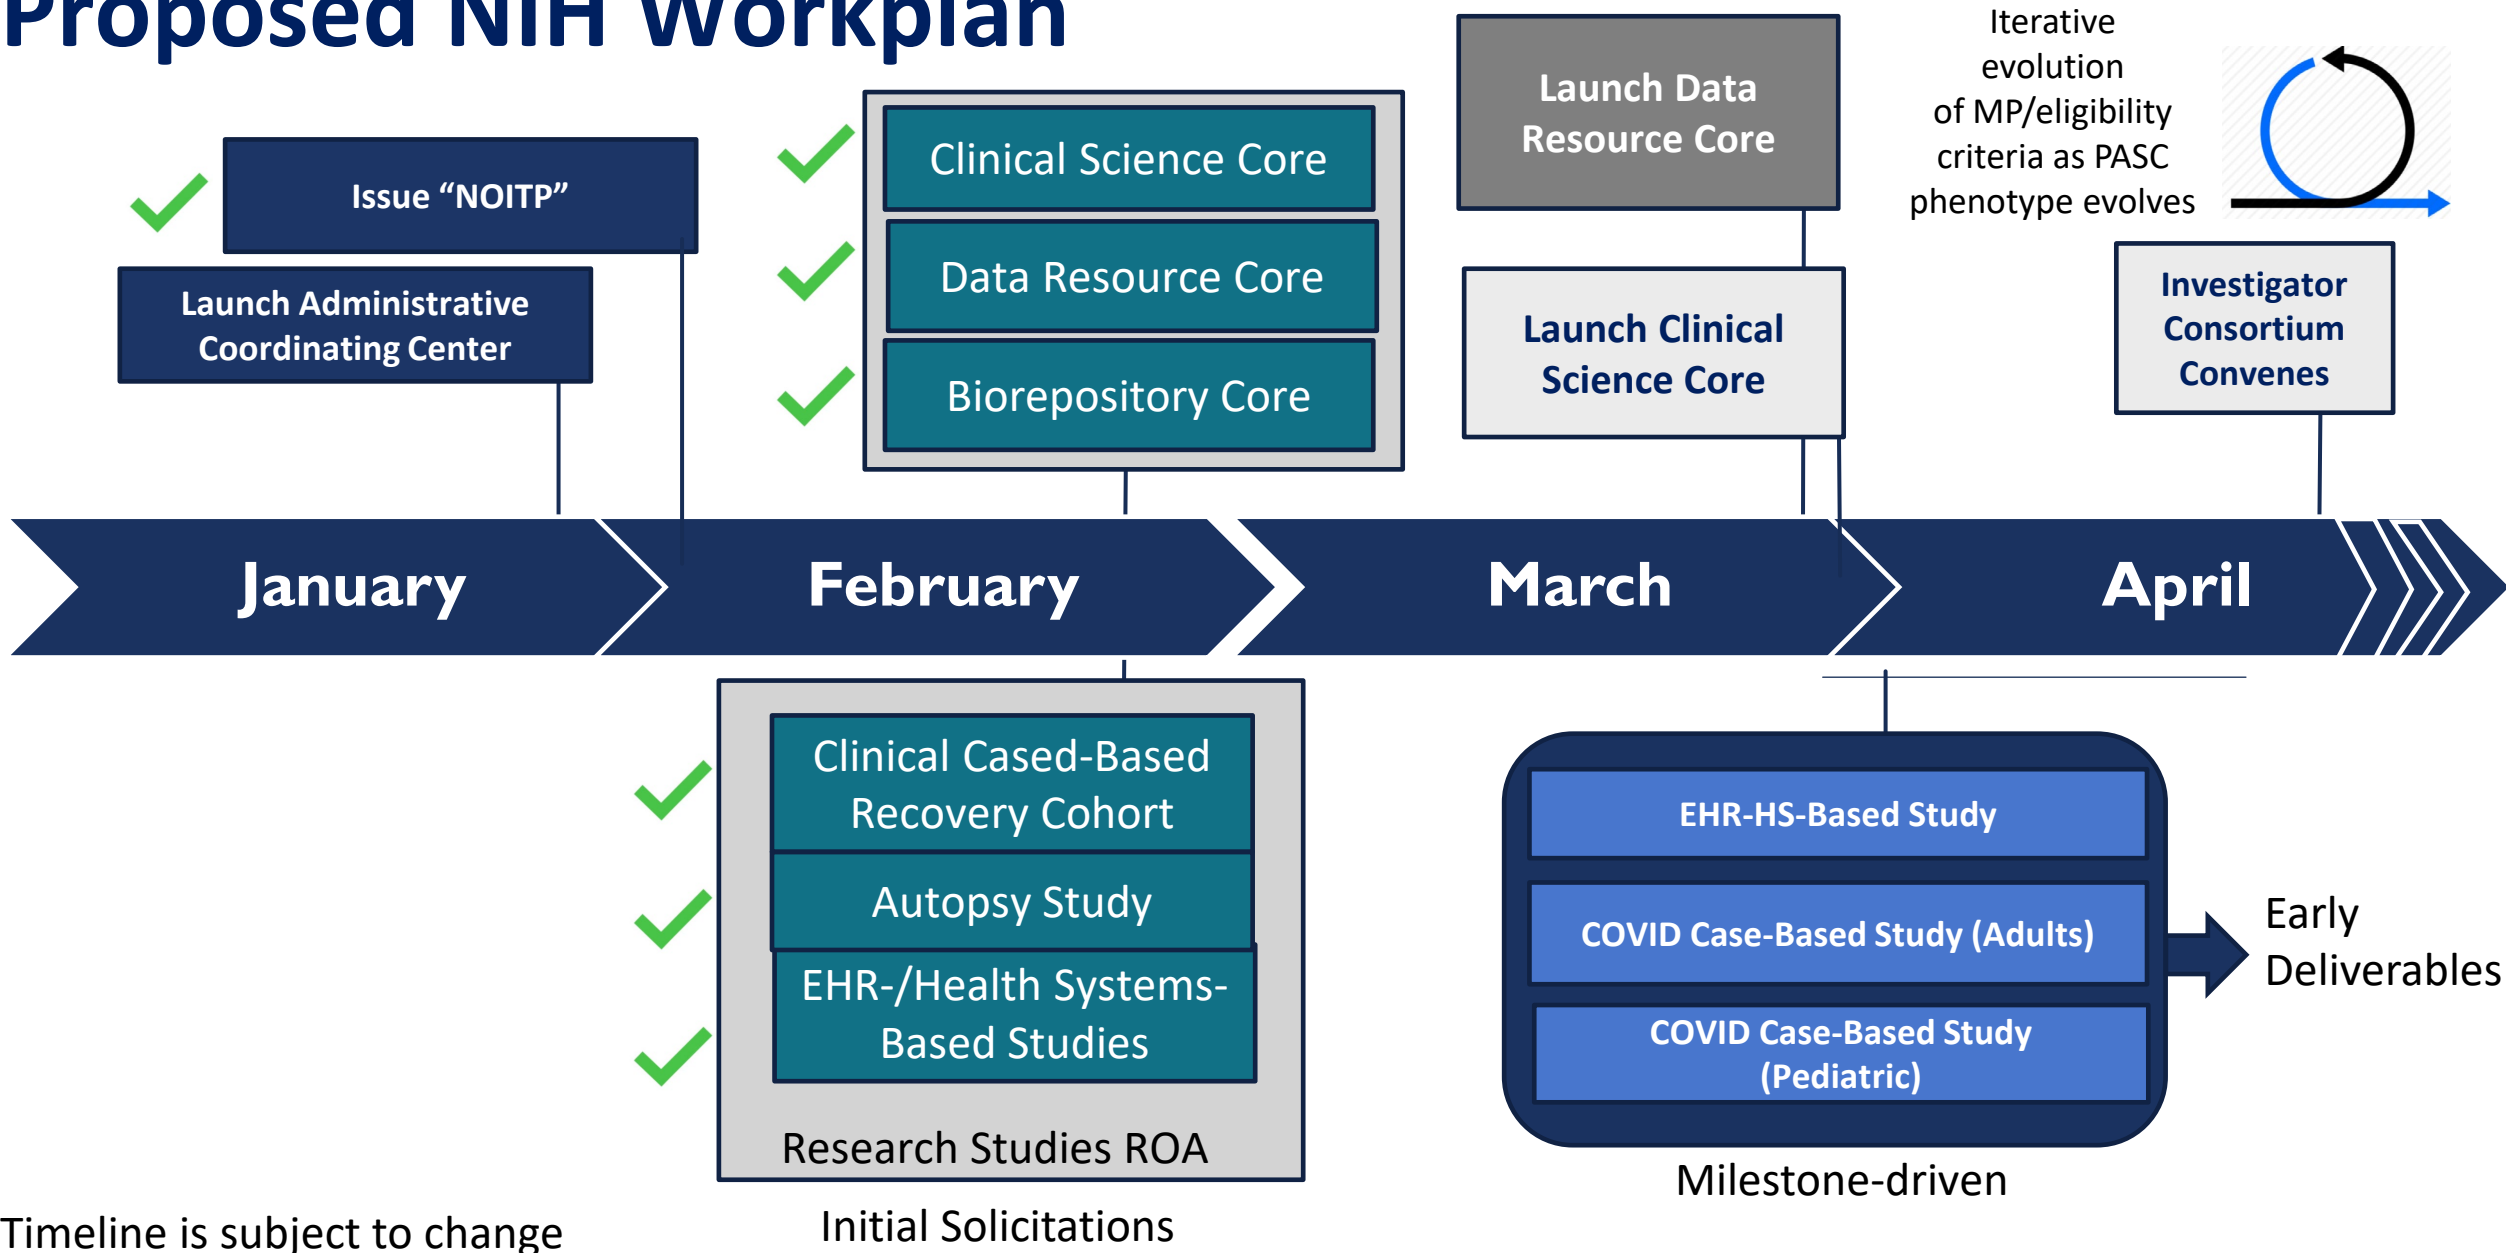 Proposed NIH Workplan
Issue “NOITP”
Launch Administrative
Coordinating Center
Clinical Science Core
Data Resource Core
Biorepository Core
Launch Data
Resource Core
Launch Clinical
Science Core
Iterative
evolution
of MP/eligibility
criteria as PASC
phenotype evolves
Investigator
Consortium
Convenes
January
February
March
April
Clinical Cased-Based
Recovery Cohort
Autopsy Study
EHR-/Health Systems-
Based Studies
Research Studies ROA
Initial Solicitations
EHR-HS-Based Study
COVID Case-Based Study (Adults)
COVID Case-Based Study
(Pediatric)
Milestone-driven
Early
Deliverables
Timeline is subject to change